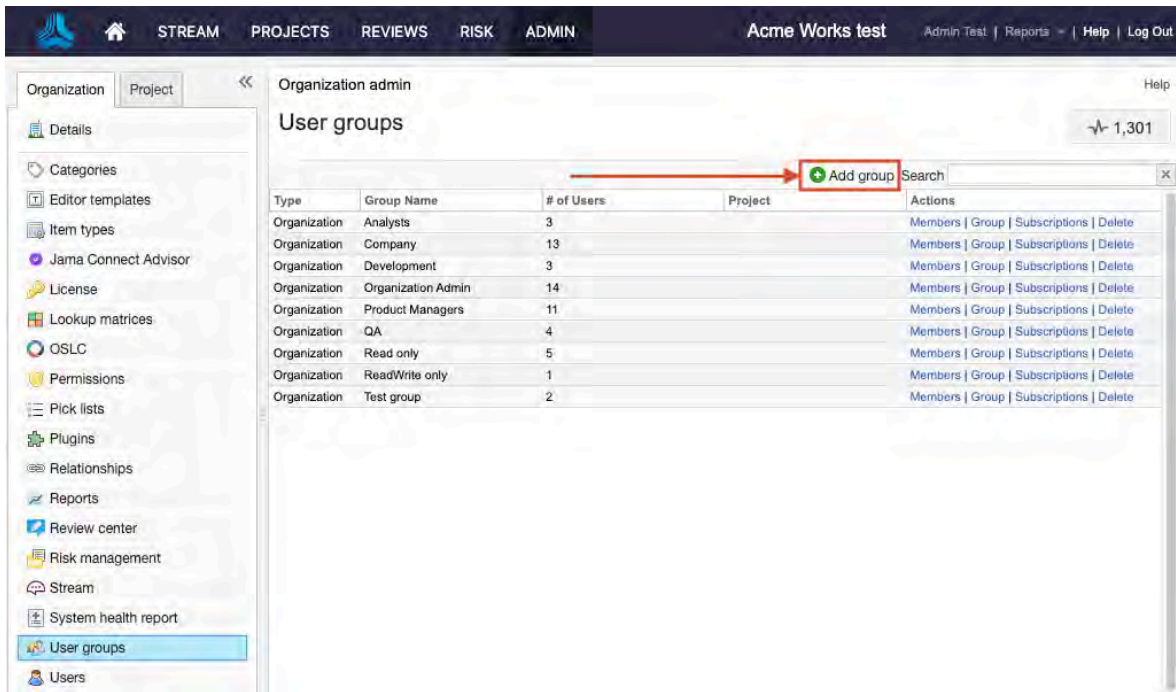 STREAM PROJECTS REVIEWS RISK ADMIN Acme Works test Admin Test | Reports | Help | Log Out
Organization Project
Details
Categories
Editor templates
Item types
Jama Connect Advisor
License
Lookup matrices
OSLC
Permissions
Pick lists
Plugins
Relationships
Reports
Review center
Risk management
Stream
System health report
User groups
Users
Organization admin Help
User groups 1,301
Add group Search
Type Group Name # of Users Project Actions
Organization Analysts 3 Members | Group | Subscriptions | Delete
Organization Company 13 Members | Group | Subscriptions | Delete
Organization Development 3 Members | Group | Subscriptions | Delete
Organization Organization Admin 14 Members | Group | Subscriptions | Delete
Organization Product Managers 11 Members | Group | Subscriptions | Delete
Organization QA 4 Members | Group | Subscriptions | Delete
Organization Read only 5 Members | Group | Subscriptions | Delete
Organization ReadWrite only 1 Members | Group | Subscriptions | Delete
Organization Test group 2 Members | Group | Subscriptions | Delete